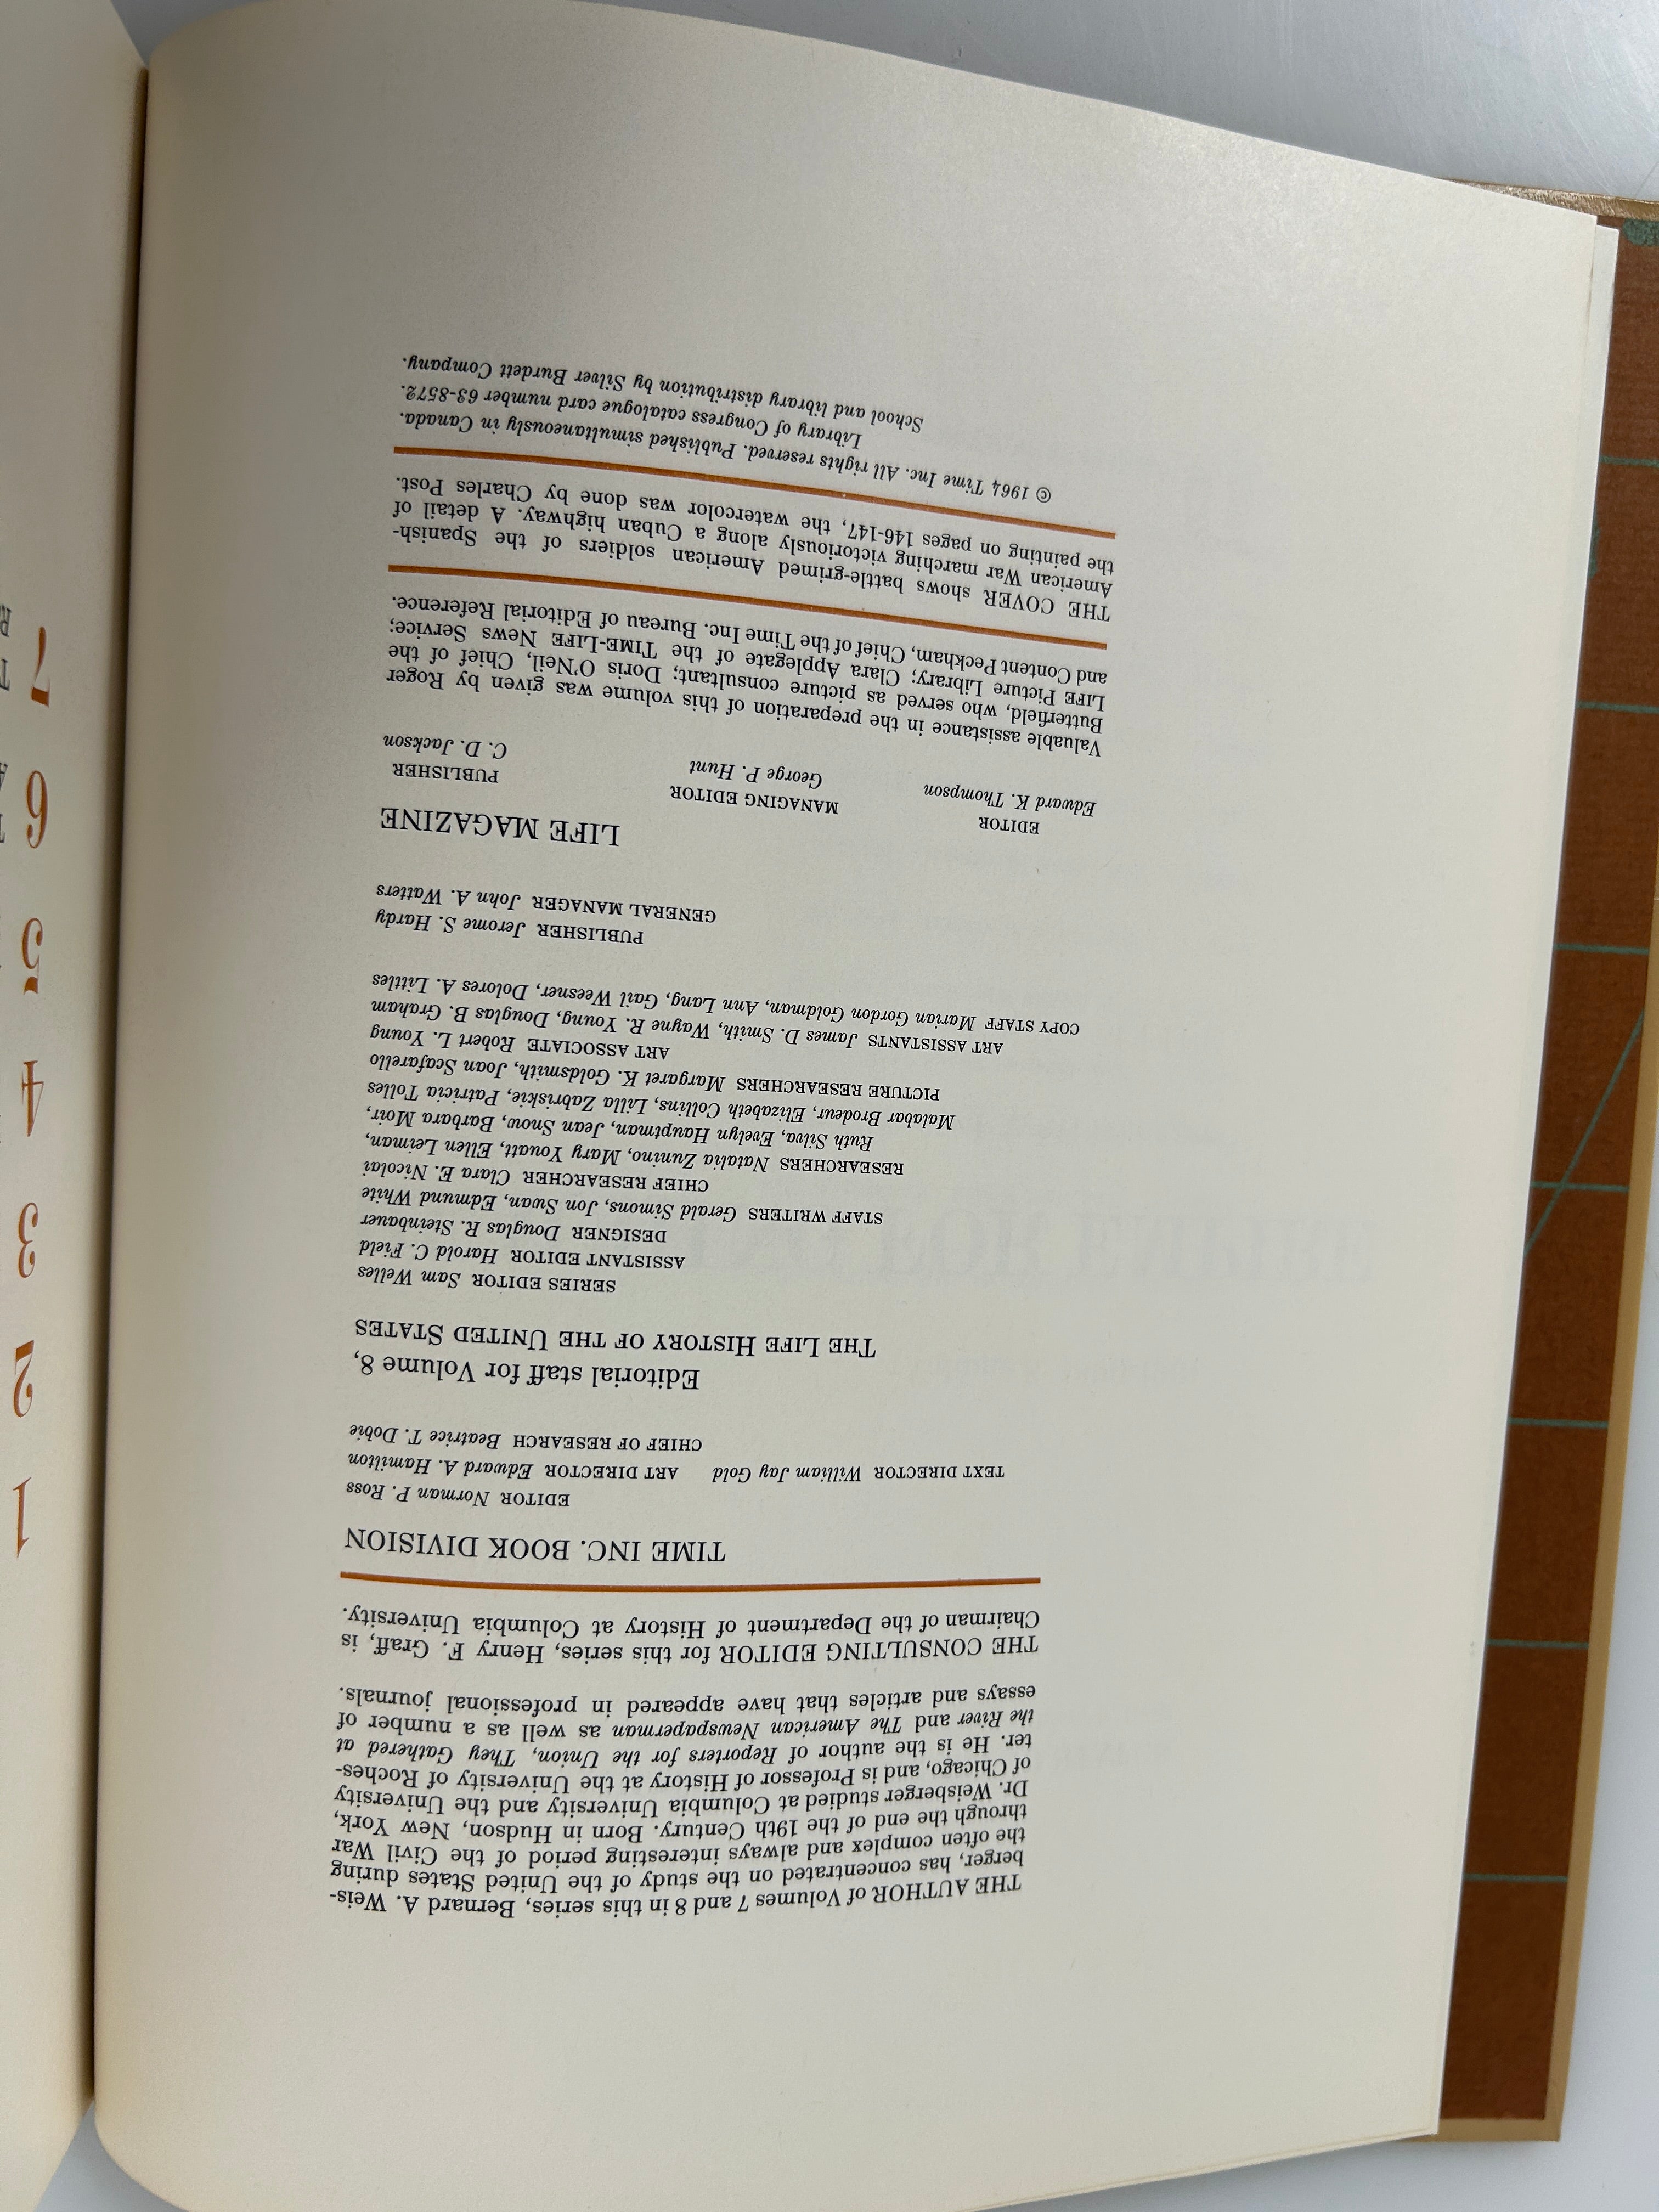 THE AUTHOR of Volumes 7 and 8 in this series, Bernard A. Weis-
berger, has concentrated on the study of the United States during
the often complex and always interesting period of the Civil War
through the end of the 19th Century. Born in Hudson, New York,
Dr. Weisberger studied at Columbia University and the University
of Chicago, and is Professor of History at the University of Roches-
ter. He is the author of Reporters for the Union, They Gathered at
the River and The American Newspaperman as well as a number of
essays and articles that have appeared in professional journals.
THE CONSULTING EDITOR for this series, Henry F. Graff, is
Chairman of the Department of History at Columbia University.
TIME INC. BOOK DIVISION
EDITOR Norman P. Ross
TEXT DIRECTOR William Jay Gold ART DIRECTOR Edward A. Hamilton
CHIEF OF RESEARCH Beatrice T. Dobie
Editorial staff for Volume 8,
THE LIFE HISTORY OF THE UNITED STATES
SERIES EDITOR Sam Welles
ASSISTANT EDITOR Harold C. Field
DESIGNER Douglas R. Steinbauer
STAFF WRITERS Gerald Simons, Jon Swan, Edmund White
CHIEF RESEARCHER Clara E. Nicolai
RESEARCHERS Natalia Zunino, Mary Youatt, Ellen Leiman,
Ruth Silva, Evelyn Hauptman, Jean Snow, Barbara Moir,
Malabar Brodeur, Elizabeth Collins, Lilla Zabriskie, Patricia Tolles
PICTURE RESEARCHERS Margaret K. Goldsmith, Joan Scafarello
ART ASSOCIATE Robert L. Young
ART ASSISTANTS James D. Smith, Wayne R. Young, Douglas B. Graham
COPY STAFF Marian Gordon Goldman, Ann Lang, Gail Weesner, Dolores A. Littles
PUBLISHER Jerome S. Hardy
GENERAL MANAGER John A. Watters
LIFE MAGAZINE
EDITOR MANAGING EDITOR PUBLISHER
Edward K. Thompson George P. Hunt C. D. Jackson
Valuable assistance in the preparation of this volume was given by Roger
Butterfield, who served as picture consultant; Doris O'Neil, Chief of the
LIFE Picture Library; Clara Applegate of the TIME-LIFE News Service;
and Content Peckham, Chief of the Time Inc. Bureau of Editorial Reference.
THE COVER shows battle-grimed American soldiers of the Spanish-
American War marching victoriously along a Cuban highway. A detail of
the painting on pages 146-147, the watercolor was done by Charles Post.
© 1964 Time Inc. All rights reserved. Published simultaneously in Canada.
Library of Congress catalogue card number 63-8572.
School and library distribution by Silver Burdett Company.
1
2
3
4
5
6
7